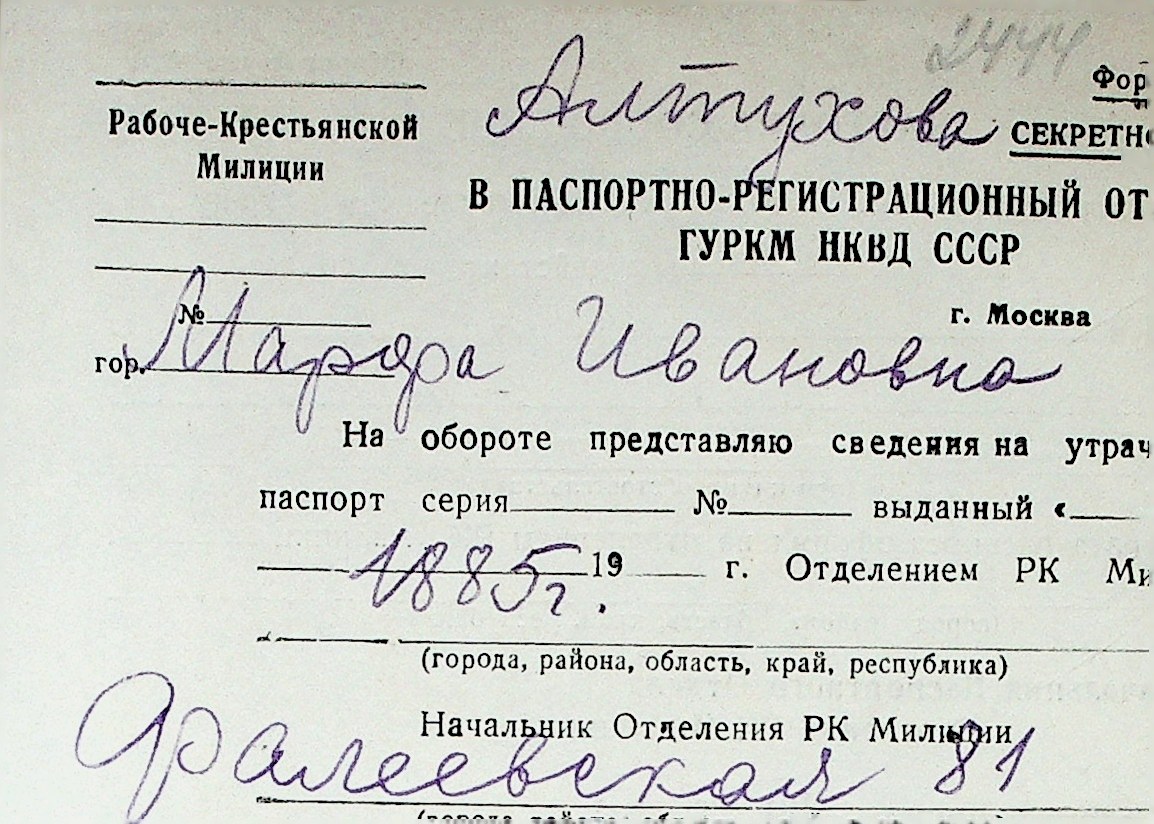 2444
Фор
Алтухова
СЕКРЕТН
Рабоче-Крестьянской
Милиции
В ПАСПОРТНО-РЕГИСТРАЦИОННЫЙ ОТ
ГУРКМ НКВД СССР
№
г. Москва
гор. Марфа Ивановна
На обороте представляю сведения на утрач
паспорт серия № выданный «
1885г. 19 г. Отделением РК Ми
(города, района, область, край, республика)
Начальник Отделения РК Милиции
Фалеевская 81